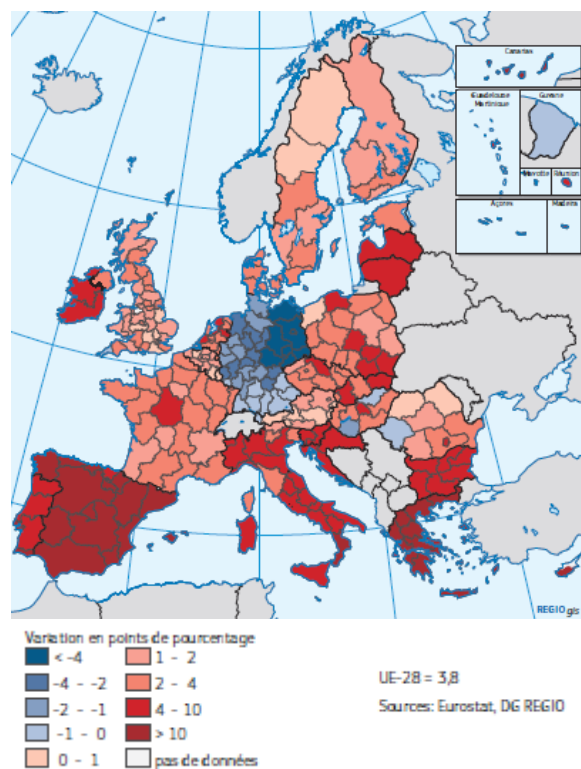 Canarias
Guadeloupe
Martinique
Guyane
Mayotte
Réunion
Açores
Madeira
REGIOgis
Variation en points de pourcentage
< -4
-4 - -2
-2 - -1
-1 - 0
0 - 1
1 - 2
2 - 4
4 - 10
> 10
pas de données
UE-28 = 3,8
Sources: Eurostat, DG REGIO